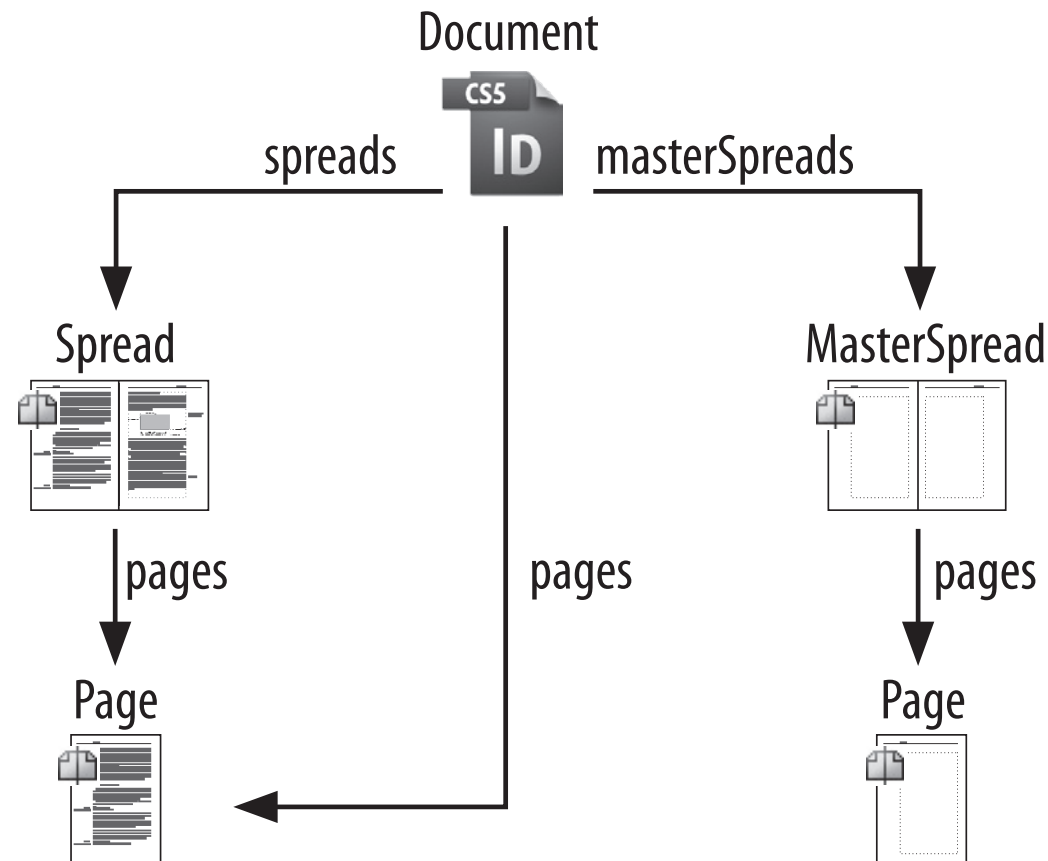 Document
CS5
ID
spreads
masterSpreads
Spread
MasterSpread
pages
pages
pages
Page
Page